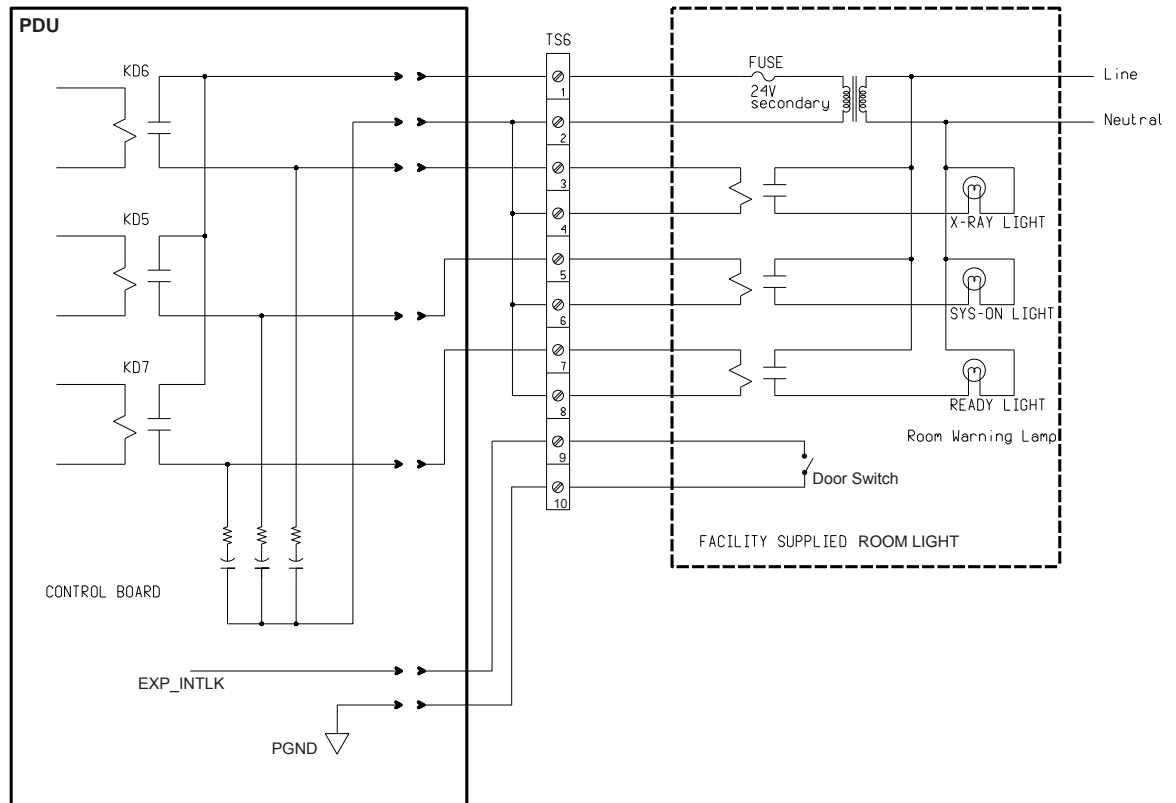 PDU
TS6
KD6
FUSE
24V
secondary
Line
1
Neutral
2
3
KD5
4
X-RAY LIGHT
5
6
SYS-ON LIGHT
KD7
7
8
READY LIGHT
Room Warning Lamp
9
Door Switch
10
FACILITY SUPPLIED ROOM LIGHT
CONTROL BOARD
EXP_INTLK
PGND